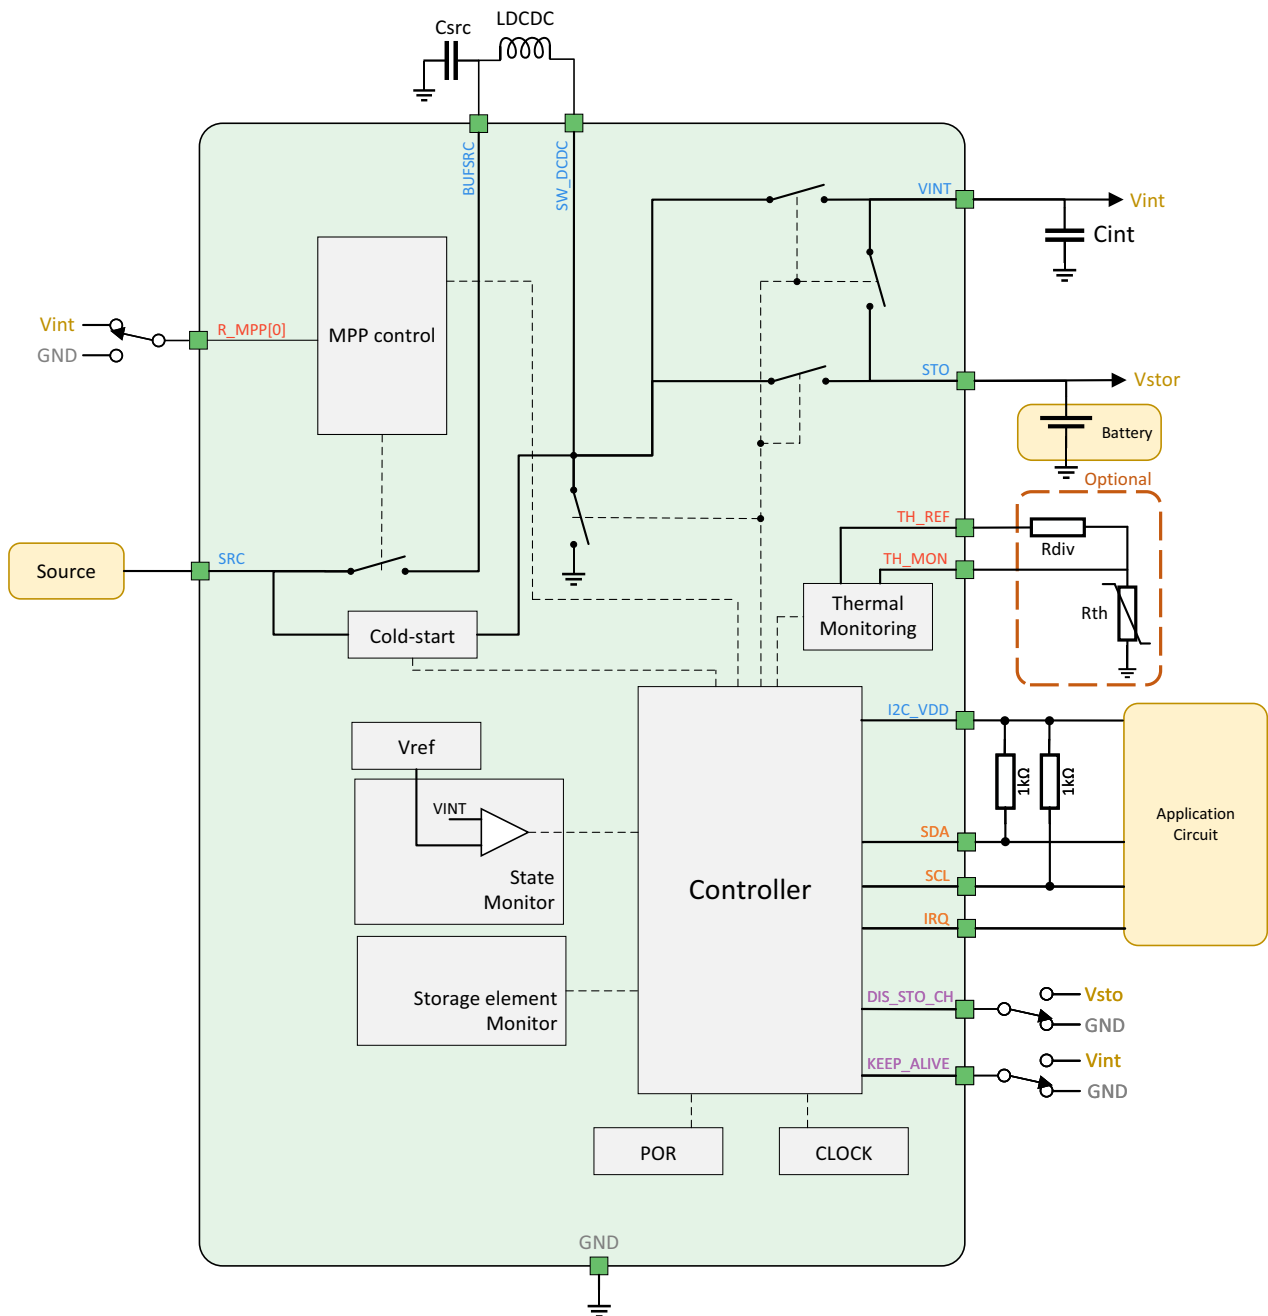 LDCDC
Csrc
BUFSRC
SW_DCDC
VINT
Vint
Cint
Vint
GND
R_MPP[0]
MPP control
STO
Vstor
Battery
Optional
TH_REF
Rdiv
TH_MON
Source
SRC
Cold-start
Thermal
Monitoring
Rth
I2C_VDD
1kΩ
1kΩ
Vref
VINT
State
Monitor
Controller
SDA
SCL
IRQ
Application
Circuit
Storage element
Monitor
DIS_STO_CH
Vsto
GND
KEEP_ALIVE
Vint
GND
POR
CLOCK
GND